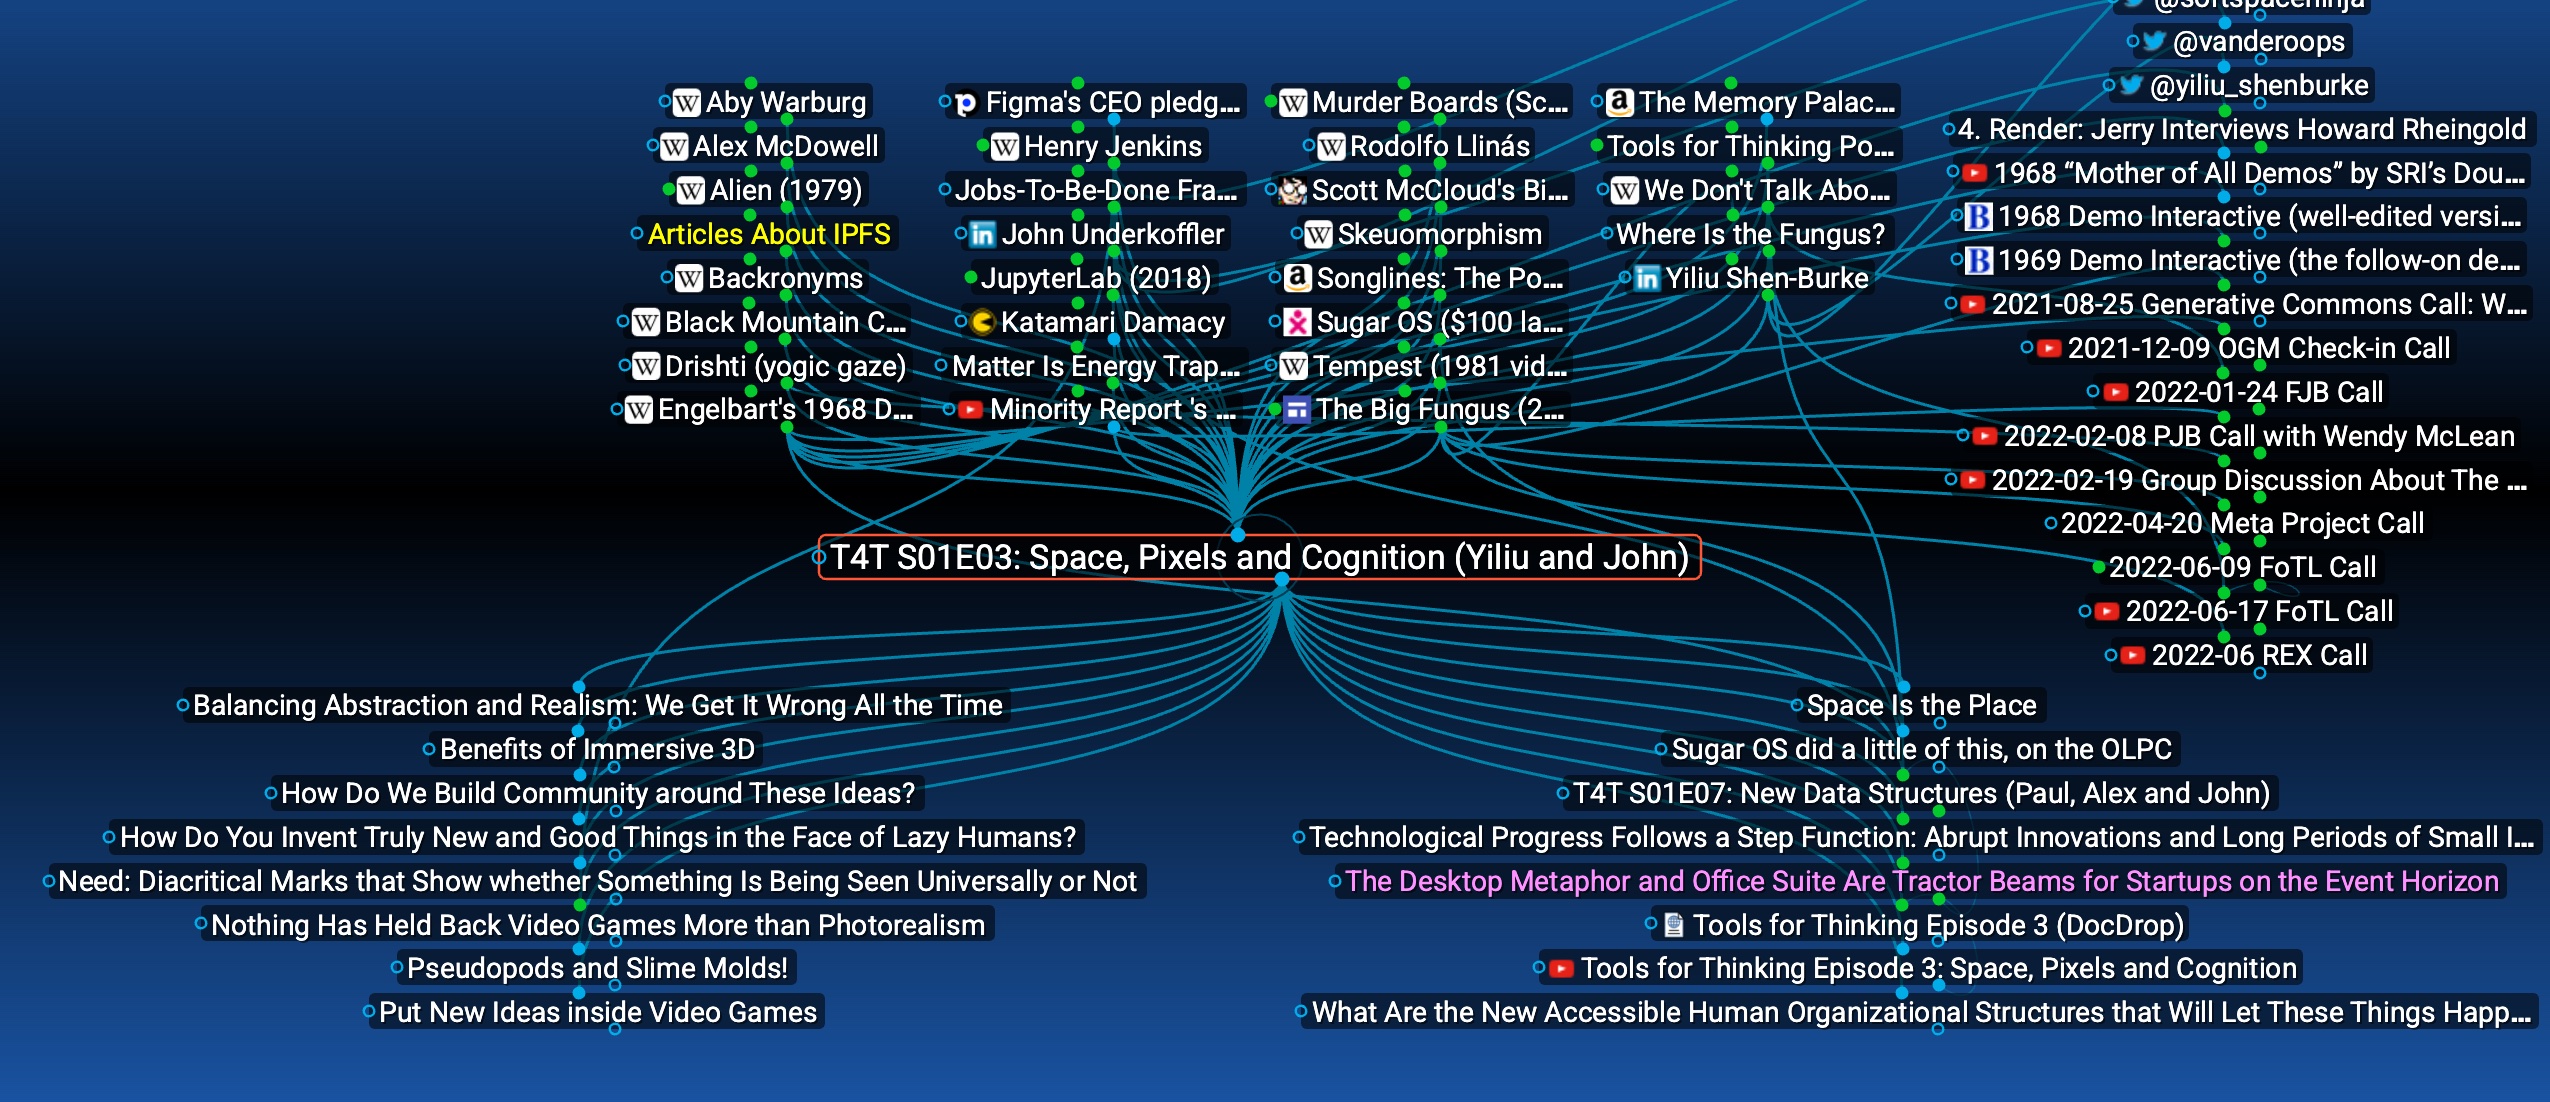 Aby Warburg
Alex McDowell
Alien (1979)
Articles About IPFS
Backronyms
Black Mountain C...
Drishti (yogic gaze)
Engelbart's 1968 D...
Figma's CEO pledg...
Henry Jenkins
Jobs-To-Be-Done Fra...
John Underkoffler
JupyterLab (2018)
Katamari Damacy
Matter Is Energy Trap...
Minority Report 's ...
Murder Boards (Sc...
Rodolfo Llinás
Scott McCloud's Bi...
Skeuomorphism
Songlines: The Po...
Sugar OS ($100 la...
Tempest (1981 vid...
The Big Fungus (2...
The Memory Palac...
Tools for Thinking Po...
We Don't Talk Abo...
Where Is the Fungus?
Yiliu Shen-Burke
@softspaceninja
@vanderoops
@yiliu_shenburke
4. Render: Jerry Interviews Howard Rheingold
1968 “Mother of All Demos” by SRI’s Dou...
1968 Demo Interactive (well-edited versi...
1969 Demo Interactive (the follow-on de...
2021-08-25 Generative Commons Call: W...
2021-12-09 OGM Check-in Call
2022-01-24 FJB Call
2022-02-08 PJB Call with Wendy McLean
2022-02-19 Group Discussion About The ...
2022-04-20 Meta Project Call
2022-06-09 FoTL Call
2022-06-17 FoTL Call
2022-06 REX Call
T4T S01E03: Space, Pixels and Cognition (Yiliu and John)
Balancing Abstraction and Realism: We Get It Wrong All the Time
Benefits of Immersive 3D
How Do We Build Community around These Ideas?
How Do You Invent Truly New and Good Things in the Face of Lazy Humans?
Need: Diacritical Marks that Show whether Something Is Being Seen Universally or Not
Nothing Has Held Back Video Games More than Photorealism
Pseudopods and Slime Molds!
Put New Ideas inside Video Games
Space Is the Place
Sugar OS did a little of this, on the OLPC
T4T S01E07: New Data Structures (Paul, Alex and John)
Technological Progress Follows a Step Function: Abrupt Innovations and Long Periods of Small I...
The Desktop Metaphor and Office Suite Are Tractor Beams for Startups on the Event Horizon
Tools for Thinking Episode 3 (DocDrop)
Tools for Thinking Episode 3: Space, Pixels and Cognition
What Are the New Accessible Human Organizational Structures that Will Let These Things Happ...